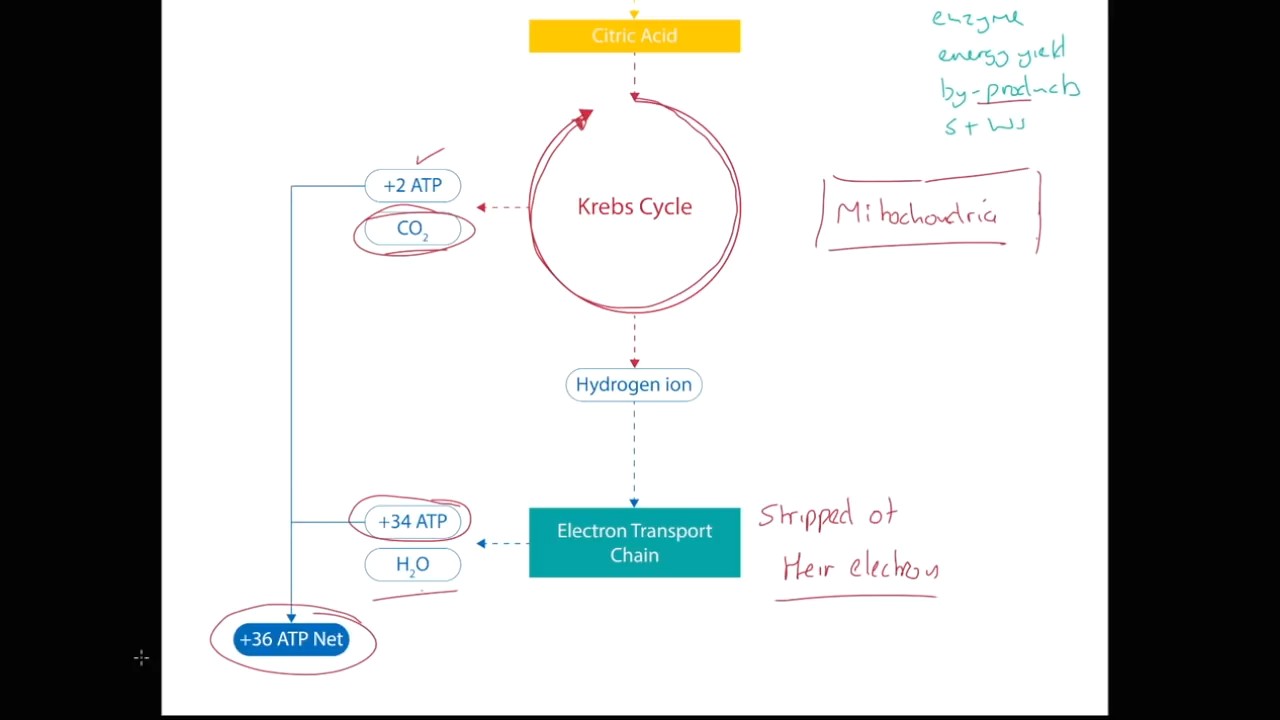 Citric Acid
enzyme
energy yield
by-products
S + Ws
+2 ATP
CO₂
Krebs Cycle
Mitochondria
Hydrogen ion
+34 ATP
H₂O
Electron Transport
Chain
Stripped of
their electrons
+36 ATP Net